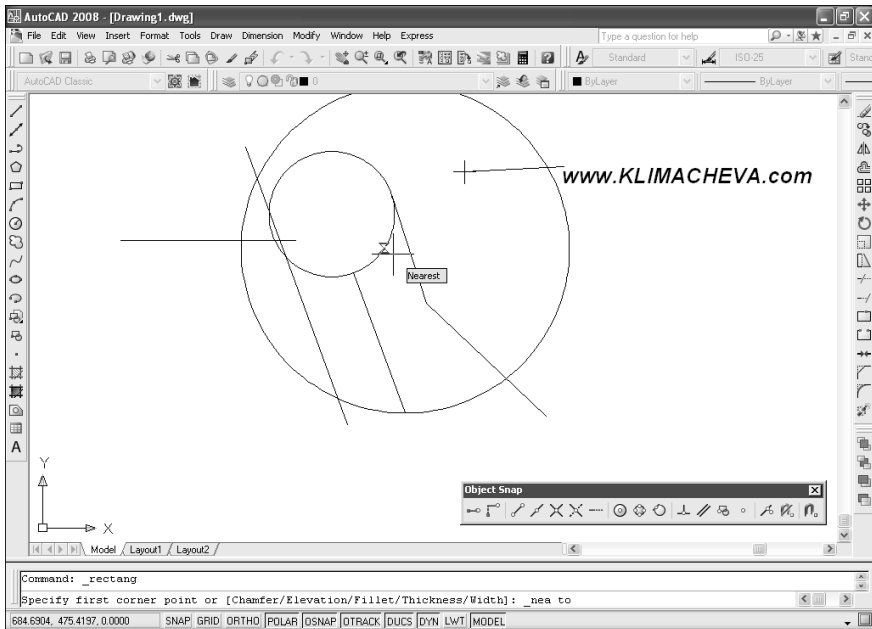 AutoCAD 2008 - [Drawing1.dwg]
File Edit View Insert Format Tools Draw Dimension Modify Window Help Express
Type a question for help
Standard
ISO-25
Stand
AutoCAD Classic
0
ByLayer
ByLayer
www.KLIMACHEVA.com
Nearest
Y
X
Object Snap
Model Layout1 Layout2
Command: _rectang
Specify first corner point or [Chamfer/Elevation/Fillet/Thickness/Width]: _nea to
684.6904, 475.4197, 0.0000 SNAP GRID ORTHO POLAR OSNAP OTRACK DUCS DYN LWT MODEL